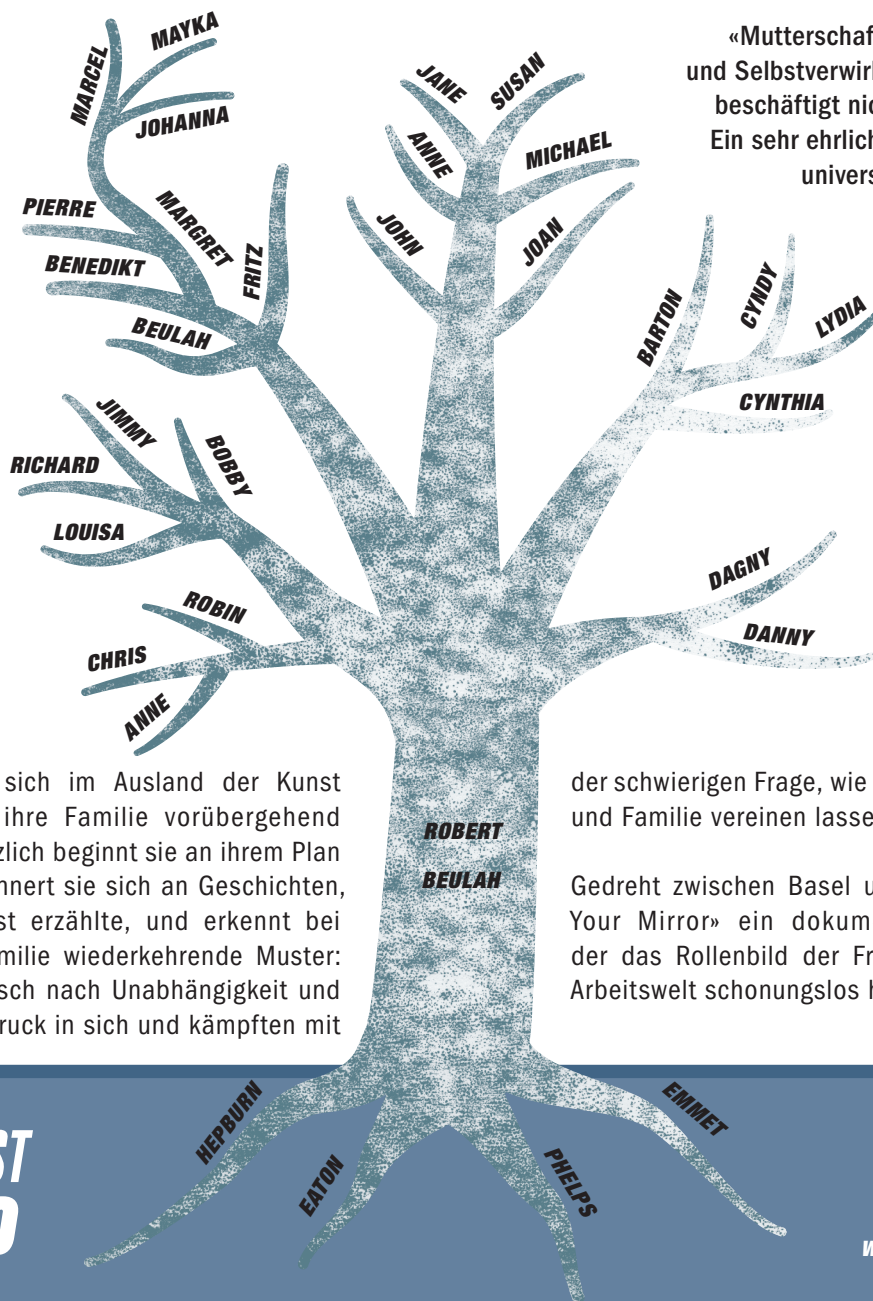 MARCEL
MAYKA
JOHANNA
PIERRE
MARGRET
BENEDIKT
FRITZ
BEULAH
JANE
SUSAN
ANNE
MICHAEL
JOHN
JOAN
«Mutterschaf
und Selbstverwirk
beschäftigt nic
Ein sehr ehrlich
univers
BARTON
CYNDY
LYDIA
CYNTHIA
JIMMY
BOBBY
RICHARD
LOUISA
ROBIN
CHRIS
ANNE
DAGNY
DANNY
sich im Ausland der Kunst
ihre Familie vorübergehend
zlich beginnt sie an ihrem Plan
nnert sie sich an Geschichten,
st erzählte, und erkennt bei
milie wiederkehrende Muster:
sch nach Unabhängigkeit und
ruck in sich und kämpften mit
ROBERT
BEULAH
der schwierigen Frage, wie
und Familie vereinen lasse
Gedreht zwischen Basel u
Your Mirror» ein dokum
der das Rollenbild der Fr
Arbeitswelt schonungslos h
HEPBURN
EATON
PHELPS
EMMET
ST